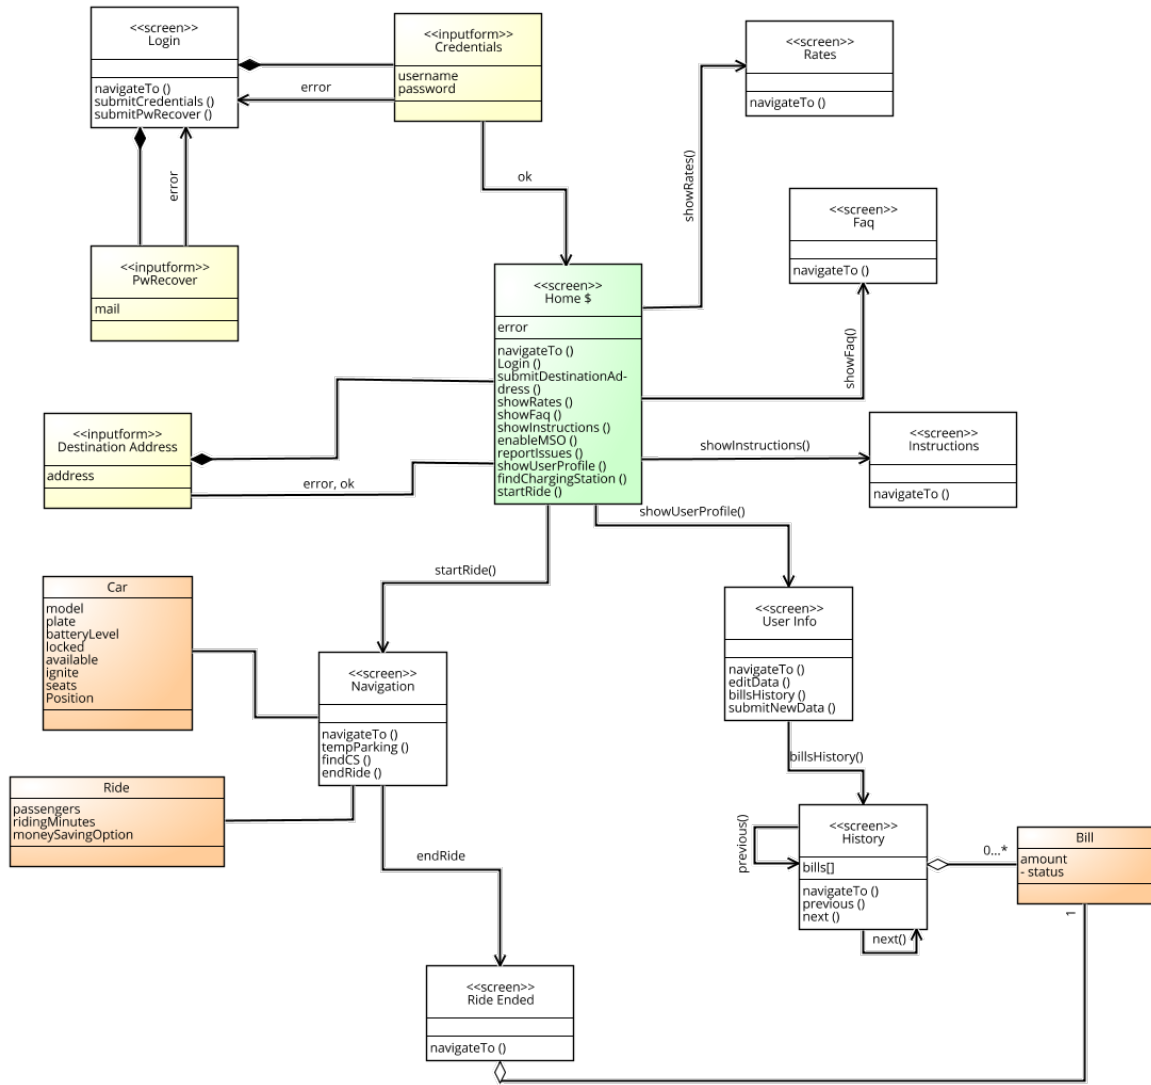 <<screen>>
Login
navigateTo ()
submitCredentials ()
submitPwRecover ()
<<inputform>>
Credentials
username
password
error
ok
error
<<inputform>>
PwRecover
mail
<<screen>>
Rates
navigateTo ()
showRates()
<<screen>>
Faq
navigateTo ()
showFaq()
<<screen>>
Home $
error
navigateTo ()
Login ()
submitDestinationAd-
dress ()
showRates ()
showFaq ()
showInstructions ()
enableMSO ()
reportIssues ()
showUserProfile ()
findChargingStation ()
startRide ()
<<inputform>>
Destination Address
address
error, ok
showInstructions()
<<screen>>
Instructions
navigateTo ()
showUserProfile()
startRide()
Car
model
plate
batteryLevel
locked
available
ignite
seats
Position
<<screen>>
Navigation
navigateTo ()
tempParking ()
findCS ()
endRide ()
<<screen>>
User Info
navigateTo ()
editData ()
billsHistory ()
submitNewData ()
billsHistory()
Ride
passengers
ridingMinutes
moneySavingOption
endRide
previous()
<<screen>>
History
bills[]
navigateTo ()
previous ()
next ()
next()
0...*
Bill
amount
- status
1
<<screen>>
Ride Ended
navigateTo ()